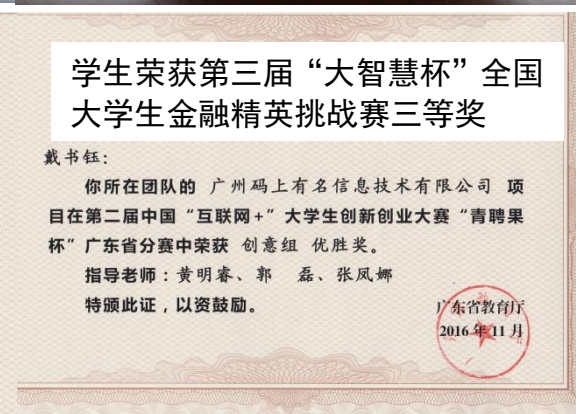 学生荣获第三届“大智慧杯”全国
大学生金融精英挑战赛三等奖
戴书钰:
你所在团队的 广州码上有名信息技术有限公司 项
目在第二届中国“互联网+”大学生创新创业大赛“青聘果
杯”广东省分赛中荣获 创意组 优胜奖。
指导老师:黄明睿、郭 磊、张凤娜
特颁此证,以资鼓励。
广东省教育厅
2016年11月